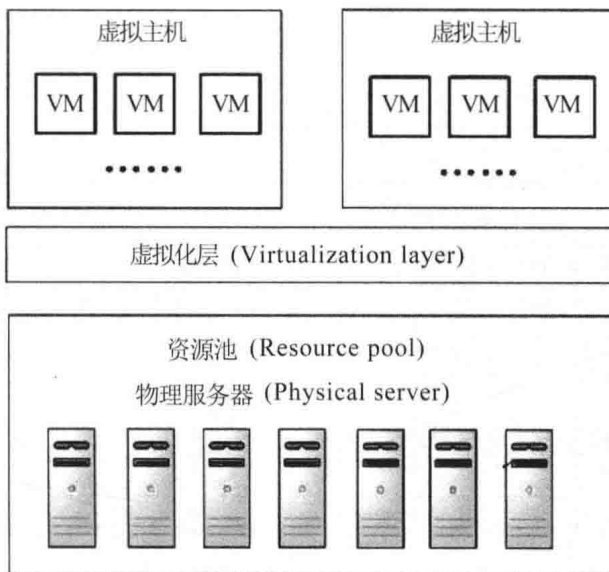 虚拟主机
VM VM VM
......
虚拟主机
VM VM VM
......
虚拟化层 (Virtualization layer)
资源池 (Resource pool)
物理服务器 (Physical server)